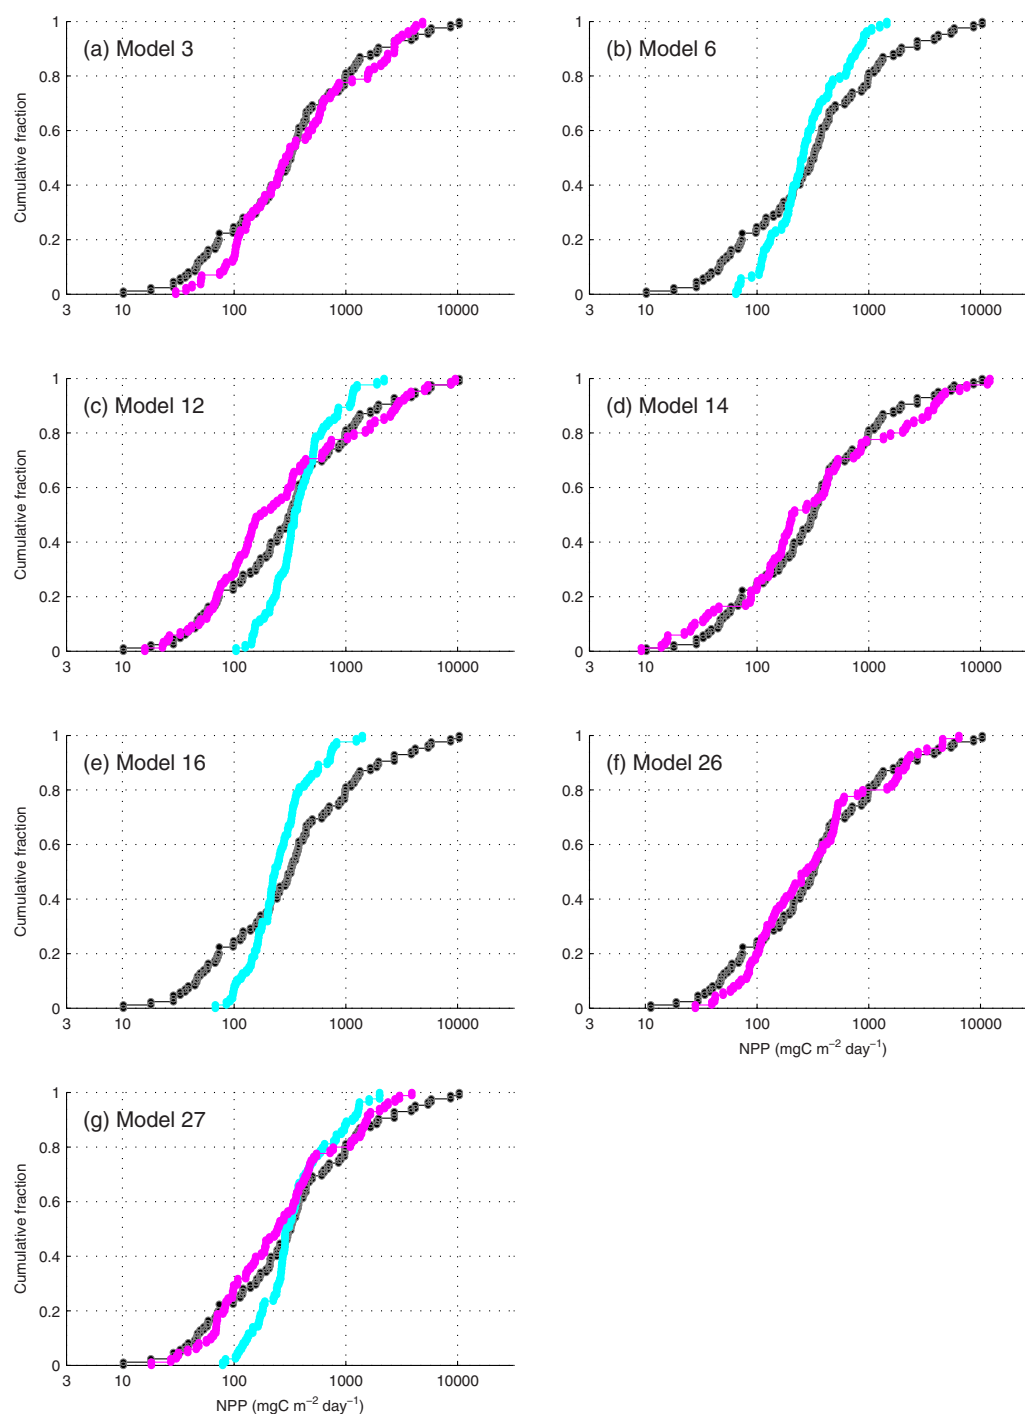 (a) Model 3
Cumulative fraction
1
0.8
0.6
0.4
0.2
0
3 10 100 1000 10000
(b) Model 6
1
0.8
0.6
0.4
0.2
0
3 10 100 1000 10000
(c) Model 12
Cumulative fraction
1
0.8
0.6
0.4
0.2
0
3 10 100 1000 10000
(d) Model 14
1
0.8
0.6
0.4
0.2
0
3 10 100 1000 10000
(e) Model 16
Cumulative fraction
1
0.8
0.6
0.4
0.2
0
3 10 100 1000 10000
(f) Model 26
1
0.8
0.6
0.4
0.2
0
3 10 100 1000 10000
NPP (mgC m⁻² day⁻¹)
(g) Model 27
Cumulative fraction
1
0.8
0.6
0.4
0.2
0
3 10 100 1000 10000
NPP (mgC m⁻² day⁻¹)